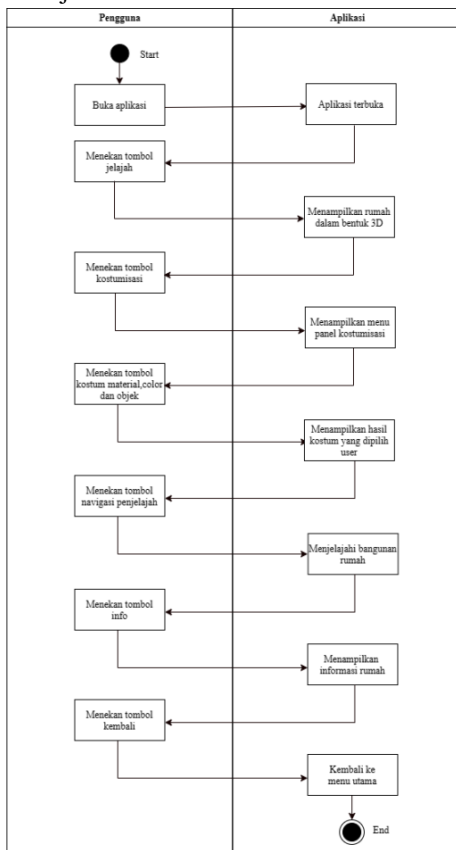 Pengguna
Aplikasi
Start
Buka aplikasi
Aplikasi terbuka
Menekan tombol
jelajah
Menampilkan rumah
dalam bentuk 3D
Menekan tombol
kostumisasi
Menampilkan menu
panel kostumisasi
Menekan tombol
kostum material,color
dan objek
Menampilkan hasil
kostum yang dipilih
user
Menekan tombol
navigasi penjelajah
Menjelajahi bangunan
rumah
Menekan tombol
info
Menampilkan
informasi rumah
Menekan tombol
kembali
Kembali ke
menu utama
End